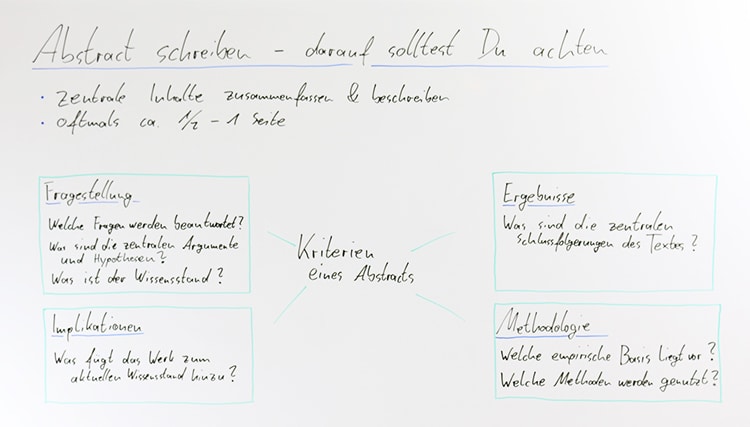 Abstract schreiben – darauf solltest Du achten
• zentrale Inhalte zusammenfassen & beschreiben
• oftmals ca. 1/2 – 1 Seite
Fragestellung
Welche Fragen werden beantwortet?
Was sind die zentralen Argumente
und Hypothesen?
Was ist der Wissensstand?
Implikationen
Was fügt das Werk zum
aktuellen Wissensstand hinzu?
Kriterien
eines Abstracts
Ergebnisse
Was sind die zentralen
Schlussfolgerungen des Textes?
Methodologie
Welche empirische Basis liegt vor?
Welche Methoden werden genutzt?